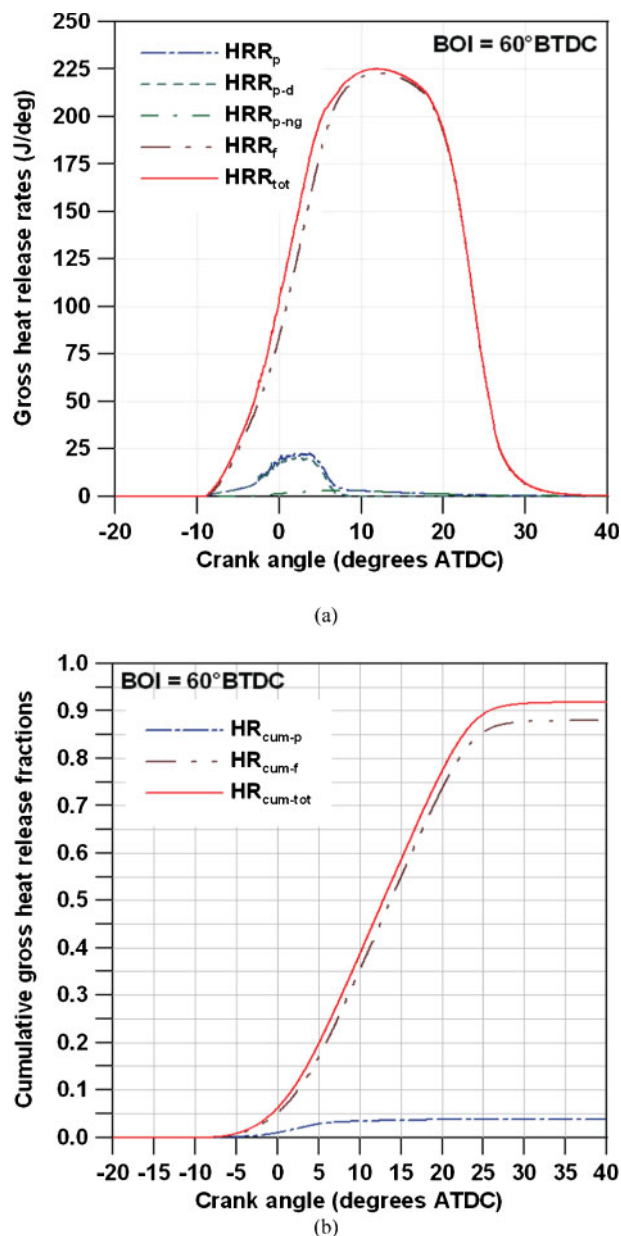 250
225
200
175
150
125
100
75
50
25
0
Gross heat release rates (J/deg)
BOI = 60°BTDC
HRRp
HRRp-d
HRRp-ng
HRRf
HRRtot
-20 -10 0 10 20 30 40
Crank angle (degrees ATDC)
(a)
1.0
0.9
0.8
0.7
0.6
0.5
0.4
0.3
0.2
0.1
0.0
Cumulative gross heat release fractions
BOI = 60°BTDC
HRcum-p
HRcum-f
HRcum-tot
-20 -15 -10 -5 0 5 10 15 20 25 30 35 40
Crank angle (degrees ATDC)
(b)